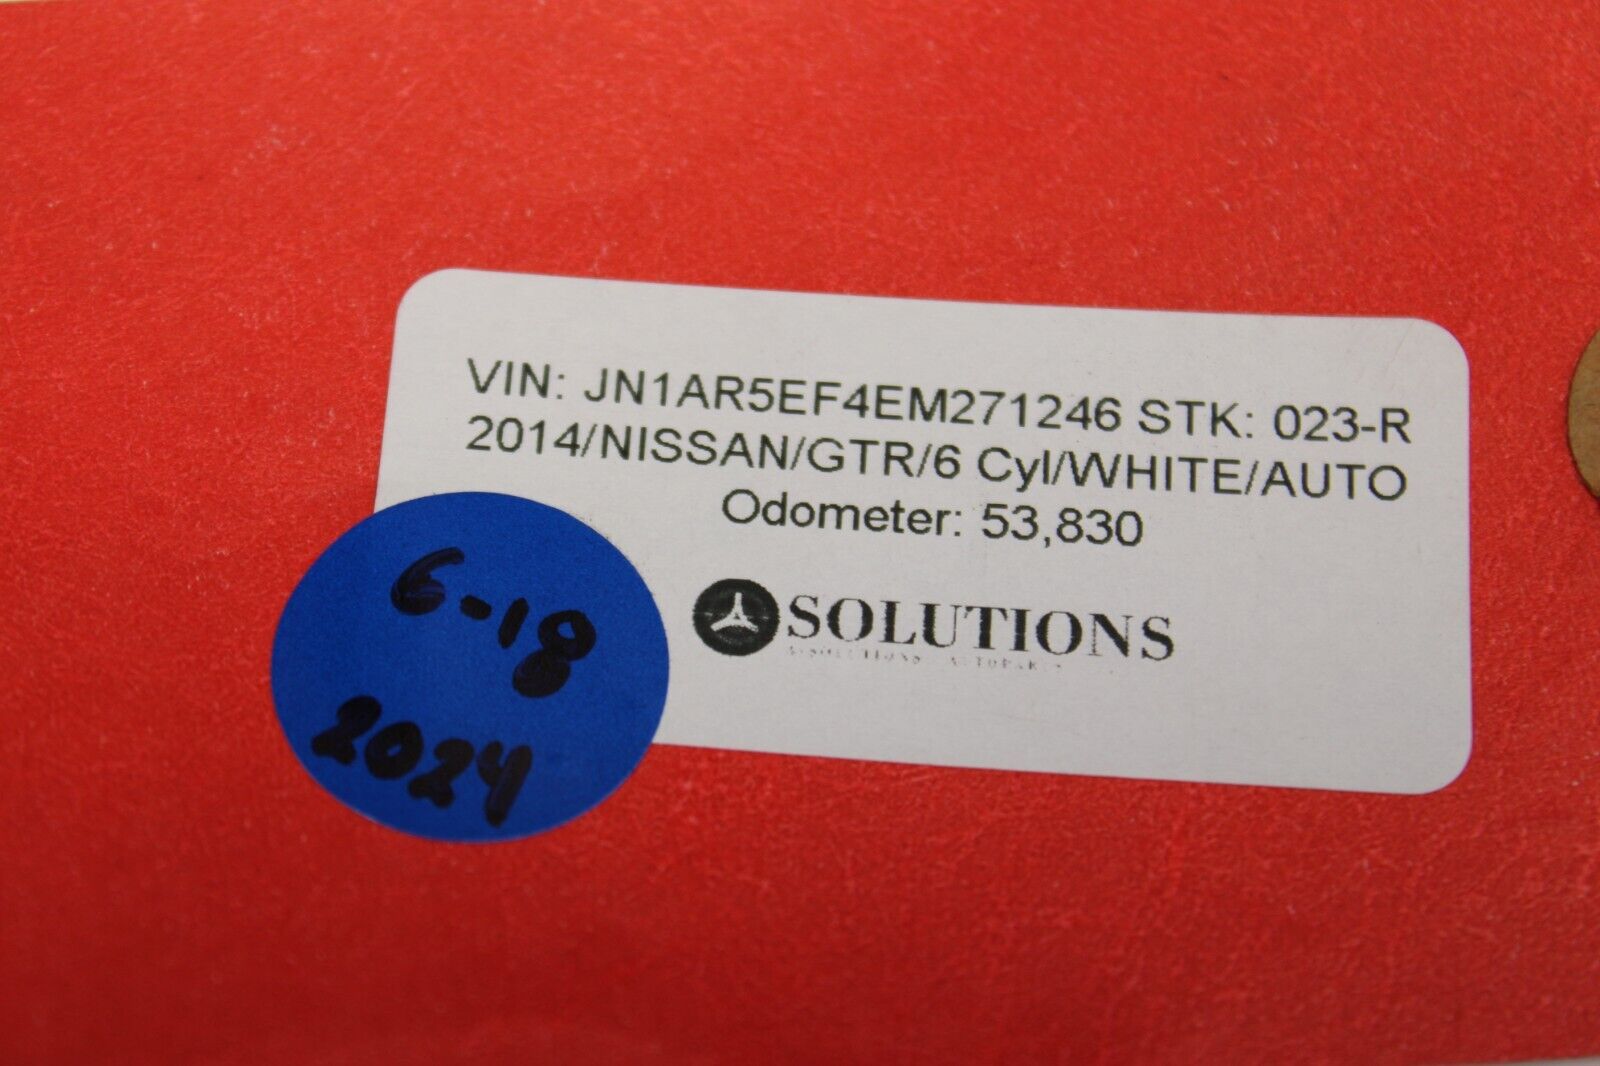 VIN: JN1AR5EF4EM271246 STK: 023-R
2014/NISSAN/GTR/6 Cyl/WHITE/AUTO
Odometer: 53,830
SOLUTIONS
6-18
2024